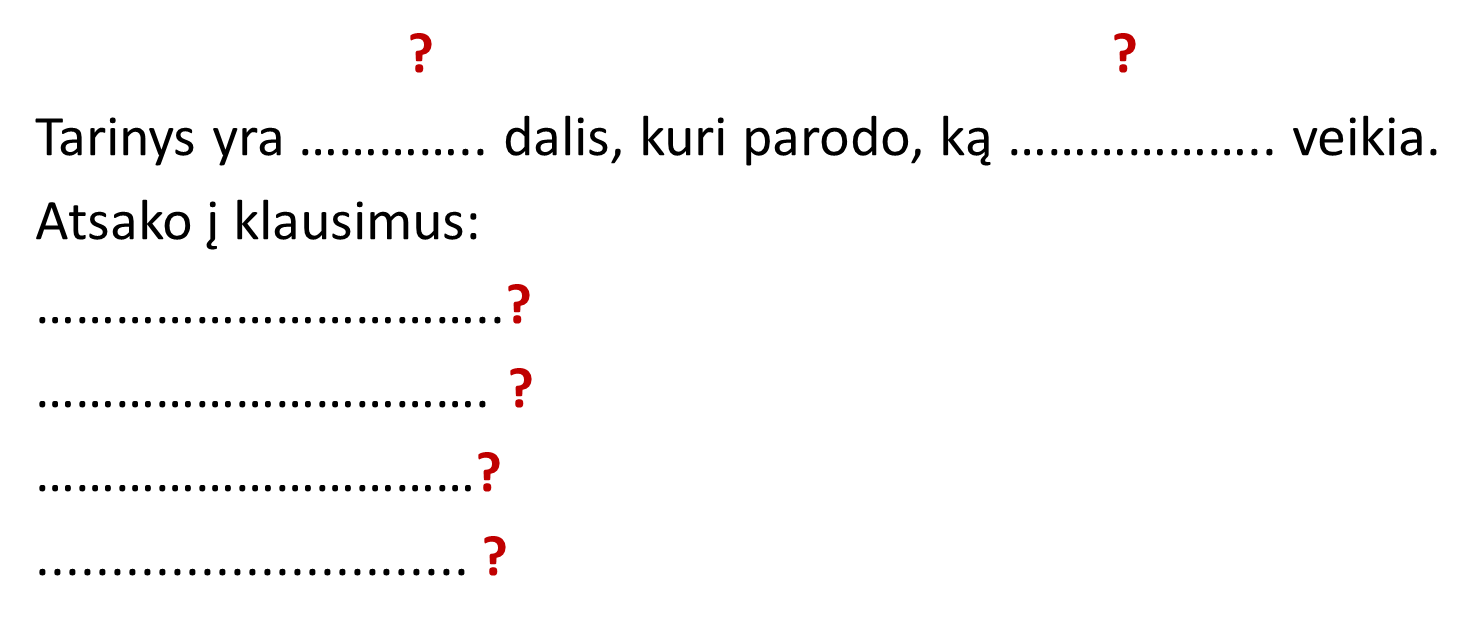 ? ?
Tarinys yra ………….. dalis, kuri parodo, ką ……………….. veikia.
Atsako į klausimus:
……………………………..?
……………………………. ?
……………………………?
............................. ?